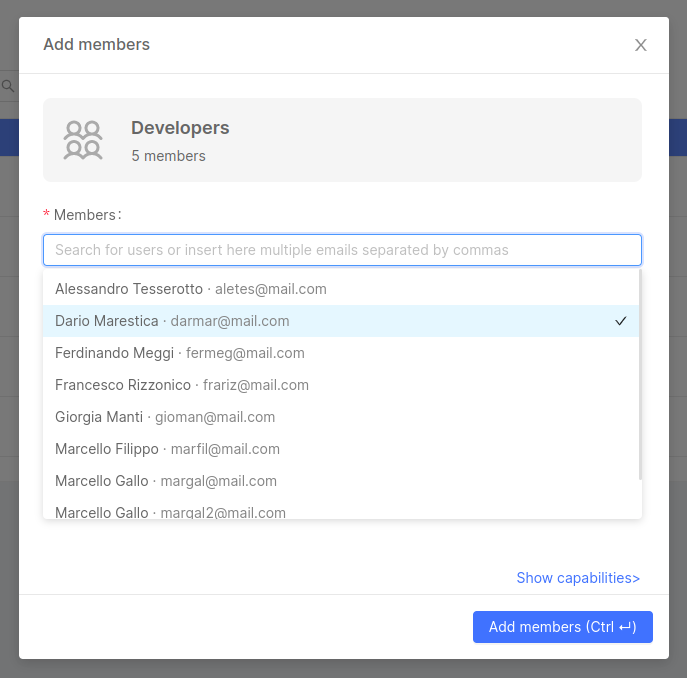 Add members
Developers
5 members
* Members:
Search for users or insert here multiple emails separated by commas
Alessandro Tesserotto · aletes@mail.com
Dario Marestica · darmar@mail.com
Ferdinando Meggi · fermeg@mail.com
Francesco Rizzonico · frariz@mail.com
Giorgia Manti · gioman@mail.com
Marcello Filippo · marfil@mail.com
Marcello Gallo · margal@mail.com
Marcello Gallo · margal2@mail.com
Show capabilities>
Add members (Ctrl ↵)